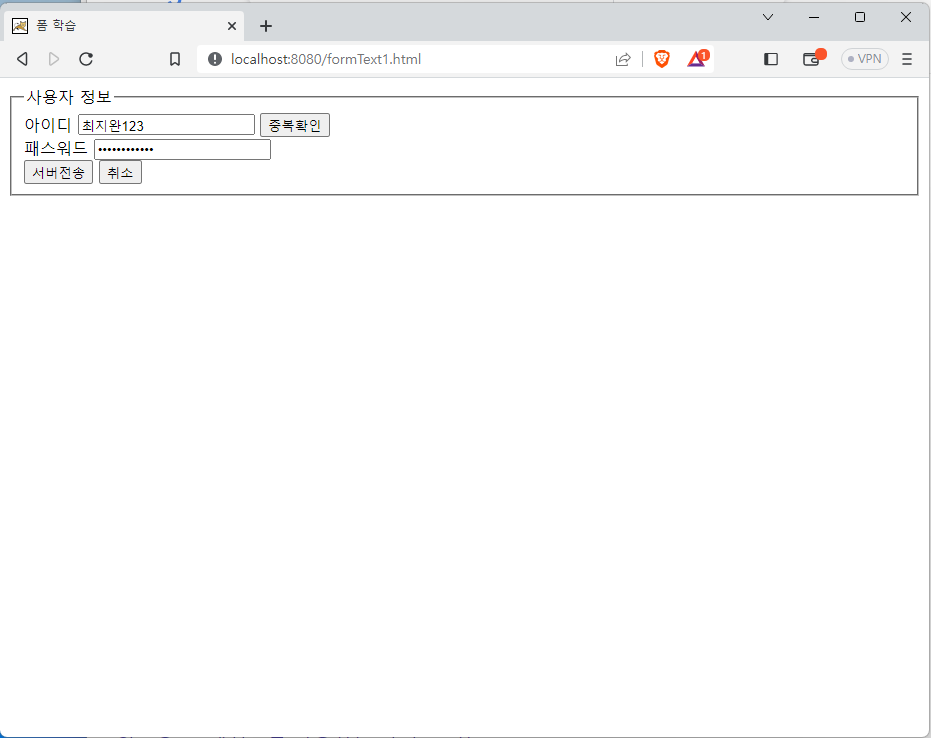 폼 학습
localhost:8080/formText1.html
1
VPN
사용자 정보
아이디 최지완123 중복확인
패스워드 ••••••••••••
서버전송 취소